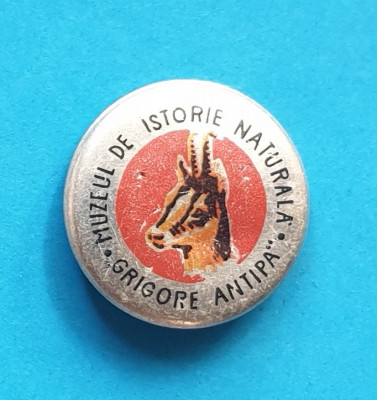 • MUZEUL DE ISTORIE NATURALĂ •
„GRIGORE ANTIPA"